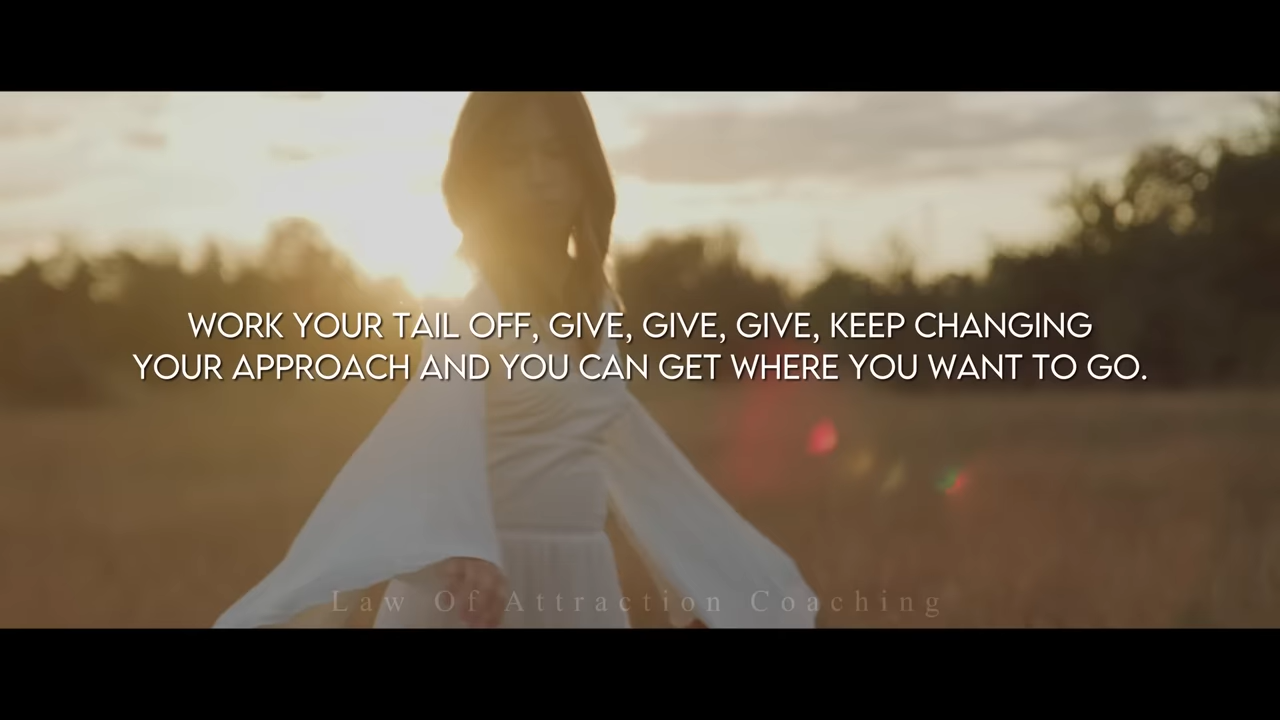 WORK YOUR TAIL OFF, GIVE, GIVE, GIVE, KEEP CHANGING
YOUR APPROACH AND YOU CAN GET WHERE YOU WANT TO GO.
Law Of Attraction Coaching